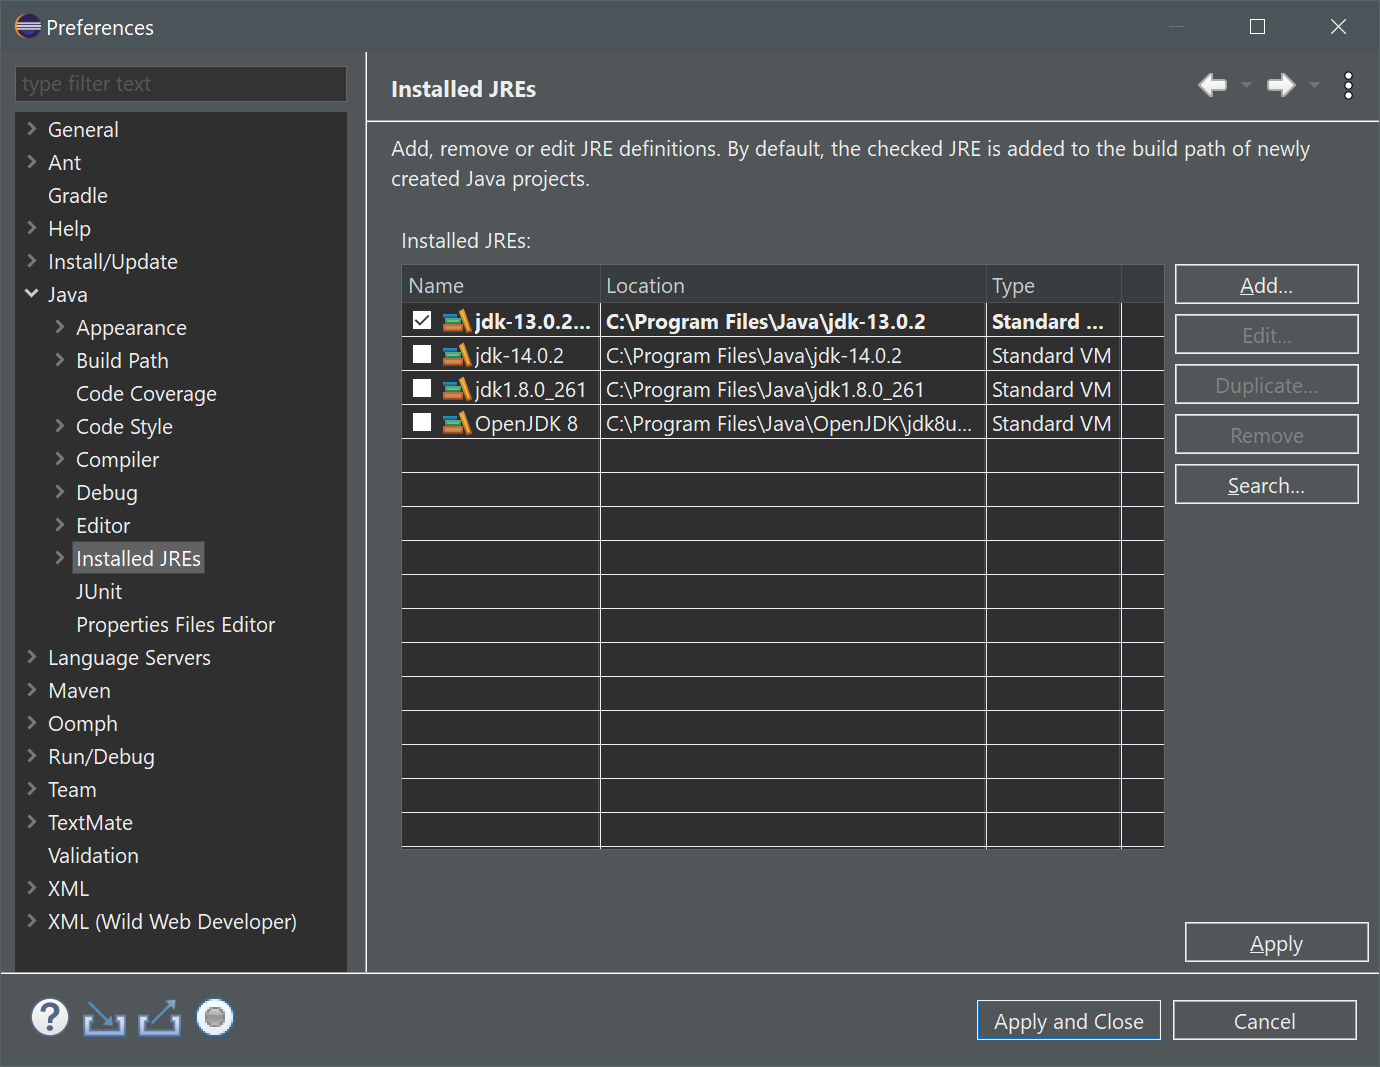 Preferences
type filter text
General
Ant
Gradle
Help
Install/Update
Java
Appearance
Build Path
Code Coverage
Code Style
Compiler
Debug
Editor
Installed JREs
JUnit
Properties Files Editor
Language Servers
Maven
Oomph
Run/Debug
Team
TextMate
Validation
XML
XML (Wild Web Developer)
Installed JREs
Add, remove or edit JRE definitions. By default, the checked JRE is added to the build path of newly
created Java projects.
Installed JREs:
Name Location Type
jdk-13.0.2... C:\Program Files\Java\jdk-13.0.2 Standard ...
jdk-14.0.2 C:\Program Files\Java\jdk-14.0.2 Standard VM
jdk1.8.0_261 C:\Program Files\Java\jdk1.8.0_261 Standard VM
OpenJDK 8 C:\Program Files\Java\OpenJDK\jdk8u... Standard VM
Add...
Edit...
Duplicate...
Remove
Search...
Apply
?
Apply and Close
Cancel